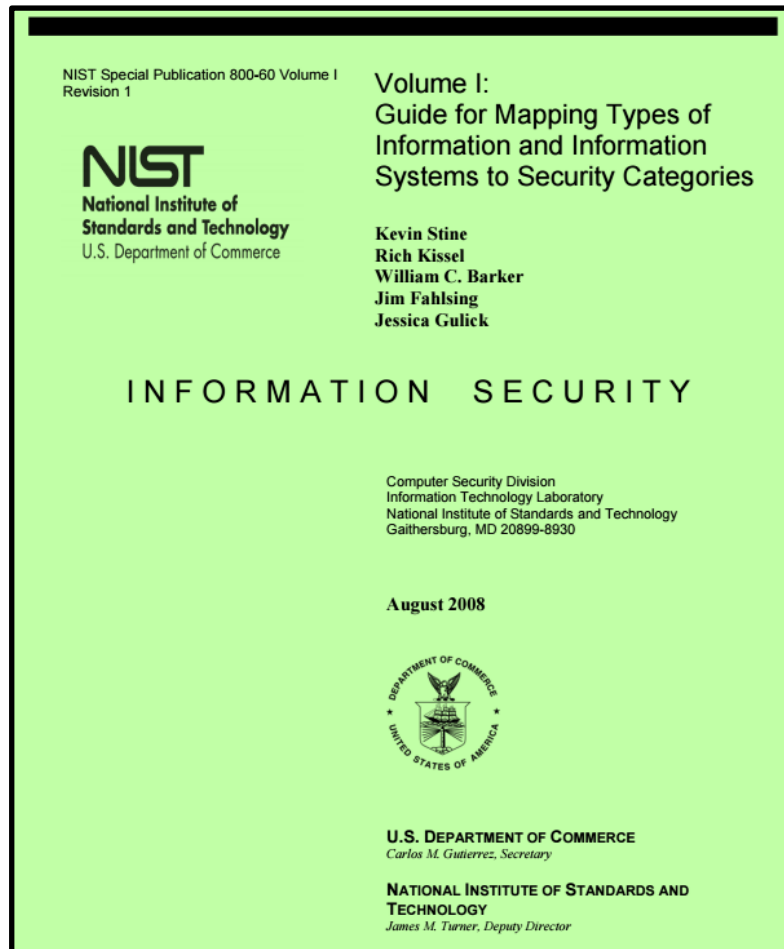 NIST Special Publication 800-60 Volume I
Revision 1
Volume I:
Guide for Mapping Types of
Information and Information
Systems to Security Categories
NIST
National Institute of
Standards and Technology
U.S. Department of Commerce
Kevin Stine
Rich Kissel
William C. Barker
Jim Fahlsing
Jessica Gulick
INFORMATION SECURITY
Computer Security Division
Information Technology Laboratory
National Institute of Standards and Technology
Gaithersburg, MD 20899-8930
August 2008
DEPARTMENT OF COMMERCE
UNITED STATES OF AMERICA
U.S. DEPARTMENT OF COMMERCE
Carlos M. Gutierrez, Secretary
NATIONAL INSTITUTE OF STANDARDS AND
TECHNOLOGY
James M. Turner, Deputy Director